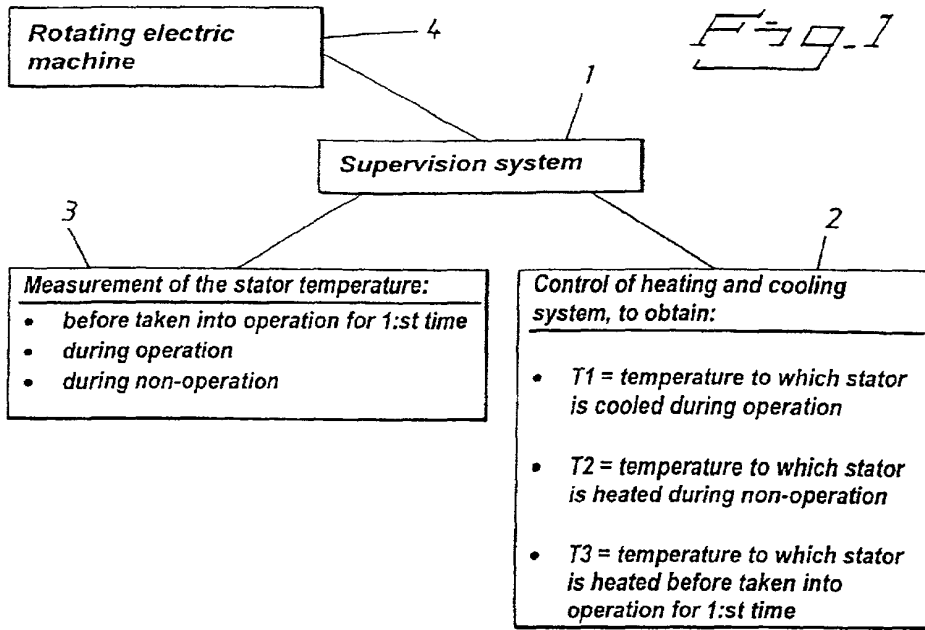 Rotating electric
machine
4
Fig. 1
1
Supervision system
3
Measurement of the stator temperature:
• before taken into operation for 1:st time
• during operation
• during non-operation
2
Control of heating and cooling
system, to obtain:
• T1 = temperature to which stator
is cooled during operation
• T2 = temperature to which stator
is heated during non-operation
• T3 = temperature to which stator
is heated before taken into
operation for 1:st time